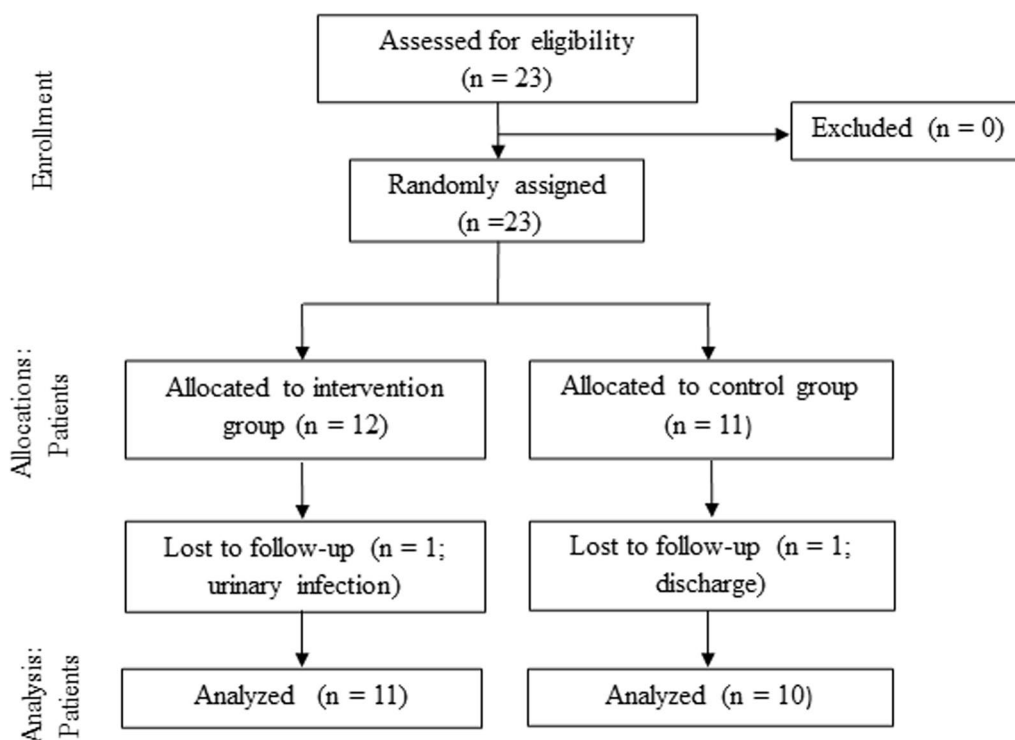 Enrollment
Assessed for eligibility
(n = 23)
Excluded (n = 0)
Randomly assigned
(n =23)
Allocations:
Patients
Allocated to intervention
group (n = 12)
Allocated to control group
(n = 11)
Lost to follow-up (n = 1;
urinary infection)
Lost to follow-up (n = 1;
discharge)
Analysis:
Patients
Analyzed (n = 11)
Analyzed (n = 10)